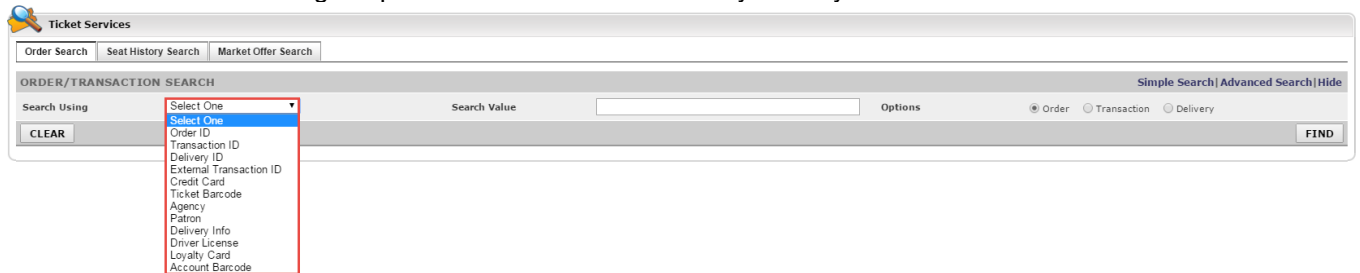 Ticket Services
Order Search Seat History Search Market Offer Search
ORDER/TRANSACTION SEARCH Simple Search|Advanced Search|Hide
Search Using Select One Search Value Options Order Transaction Delivery
Select One
CLEAR Order ID FIND
Transaction ID
Delivery ID
External Transaction ID
Credit Card
Ticket Barcode
Agency
Patron
Delivery Info
Driver License
Loyalty Card
Account Barcode